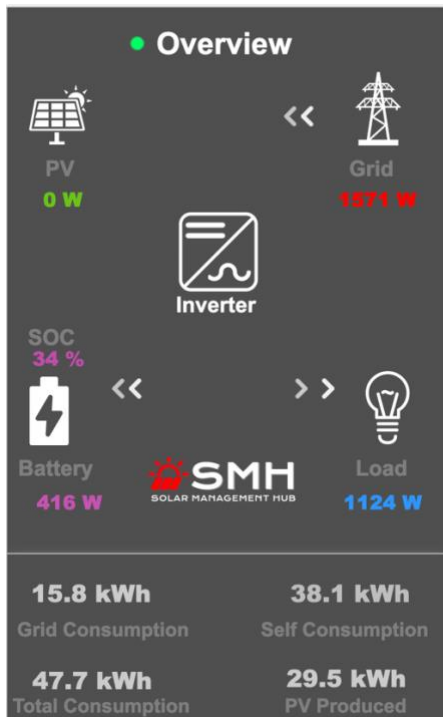 Overview
PV
Grid
0 W
1571 W
Inverter
SOC
34 %
Battery
SMH
SOLAR MANAGEMENT HUB
Load
416 W
1124 W
15.8 kWh
38.1 kWh
Grid Consumption
Self Consumption
47.7 kWh
29.5 kWh
Total Consumption
PV Produced